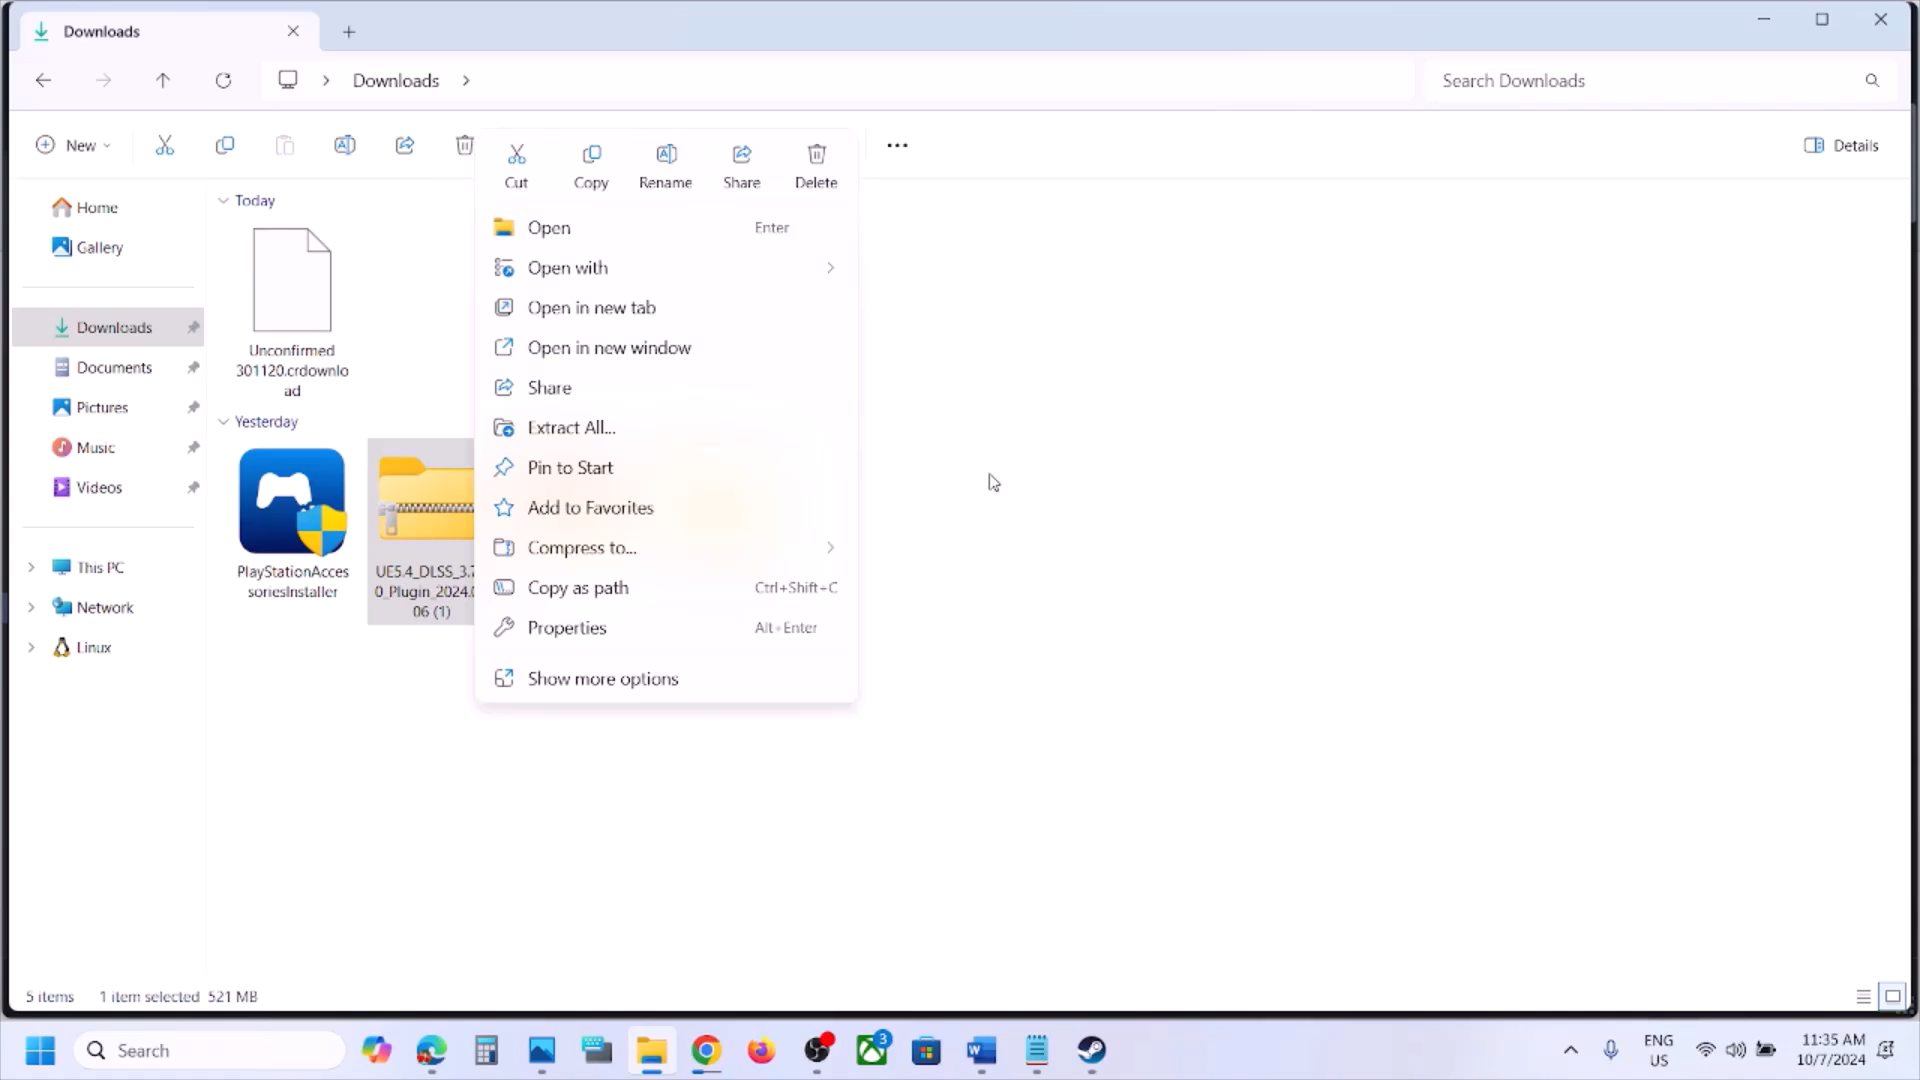 Downloads
Downloads
Search Downloads
New
Details
Cut
Copy
Rename
Share
Delete
Home
Gallery
Downloads
Documents
Pictures
Music
Videos
This PC
Network
Linux
Today
Unconfirmed
301120.crdownlo
ad
Yesterday
PlayStationAcces
soriesInstaller
UE5.4_DLSS_3.7
0_Plugin_2024.0
06 (1)
Open Enter
Open with
Open in new tab
Open in new window
Share
Extract All...
Pin to Start
Add to Favorites
Compress to...
Copy as path Ctrl+Shift+C
Properties Alt+Enter
Show more options
5 items 1 item selected 521 MB
Search
3
ENG
US
11:35 AM
10/7/2024